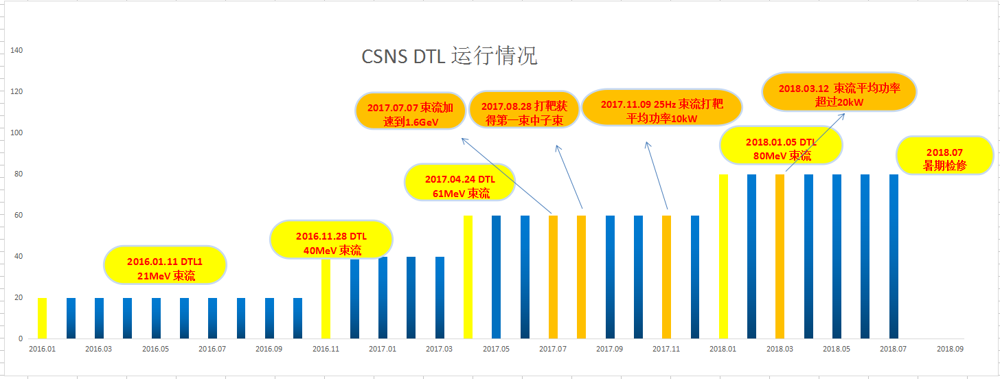 CSNS DTL 运行情况
140
120
100
80
60
40
20
0
2016.01.11 DTL1
21MeV 束流
2016.11.28 DTL
40MeV 束流
2017.04.24 DTL
61MeV 束流
2017.07.07 束流加
速到1.6GeV
2017.08.28 打靶获
得第一束中子束
2017.11.09 25Hz 束流打靶
平均功率10kW
2018.01.05 DTL
80MeV 束流
2018.03.12 束流平均功率
超过20kW
2018.07
暑期检修
2016.01 2016.03 2016.05 2016.07 2016.09 2016.11 2017.01 2017.03 2017.05 2017.07 2017.09 2017.11 2018.01 2018.03 2018.05 2018.07 2018.09